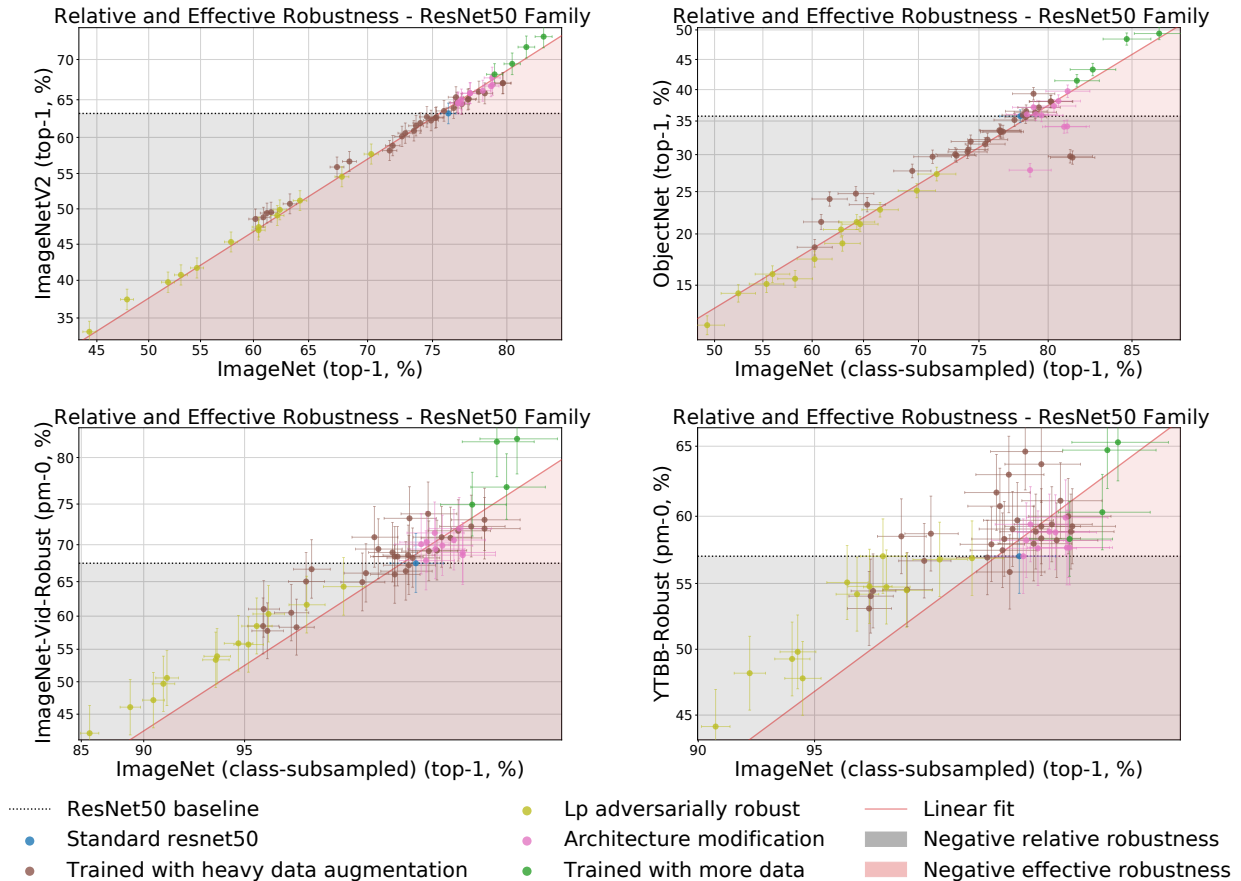 Relative and Effective Robustness - ResNet50 Family
ImageNetV2 (top-1, %)
70
65
60
55
50
45
40
35
45
50
55
60
65
70
75
80
ImageNet (top-1, %)
Relative and Effective Robustness - ResNet50 Family
ObjectNet (top-1, %)
50
45
40
35
30
25
20
15
50
55
60
65
70
75
80
85
ImageNet (class-subsampled) (top-1, %)
Relative and Effective Robustness - ResNet50 Family
ImageNet-Vid-Robust (pm-0, %)
80
75
70
65
60
55
50
45
85
90
95
ImageNet (class-subsampled) (top-1, %)
Relative and Effective Robustness - ResNet50 Family
YTBB-Robust (pm-0, %)
65
60
55
50
45
90
95
ImageNet (class-subsampled) (top-1, %)
ResNet50 baseline
Standard resnet50
Trained with heavy data augmentation
Lp adversarially robust
Architecture modification
Trained with more data
Linear fit
Negative relative robustness
Negative effective robustness